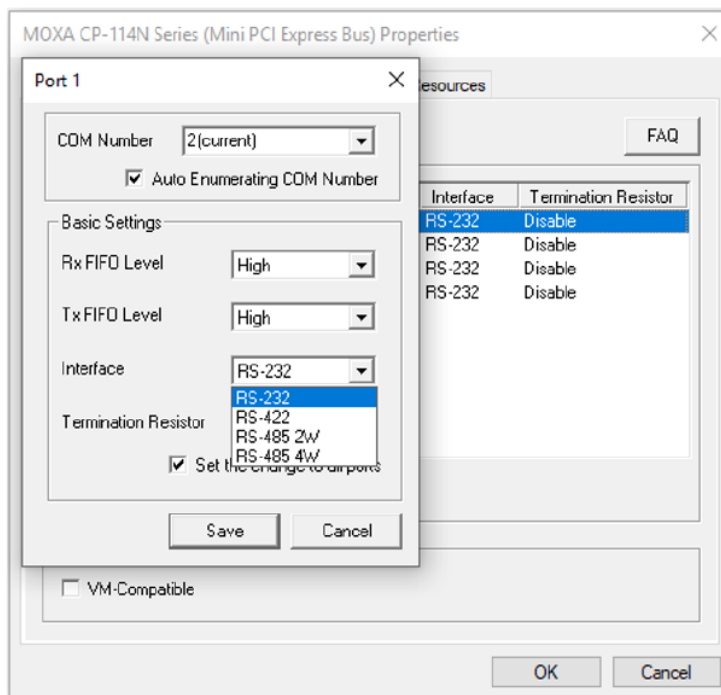 MOXA CP-114N Series (Mini PCI Express Bus) Properties
Port 1
COM Number 2(current)
Auto Enumerating COM Number
Basic Settings
Rx FIFO Level High
Tx FIFO Level High
Interface RS-232
RS-232
RS-422
RS-485 2W
RS-485 4W
Termination Resistor
Set the change to all ports
Save Cancel
esources
FAQ
Interface Termination Resistor
RS-232 Disable
RS-232 Disable
RS-232 Disable
RS-232 Disable
VM-Compatible
OK Cancel